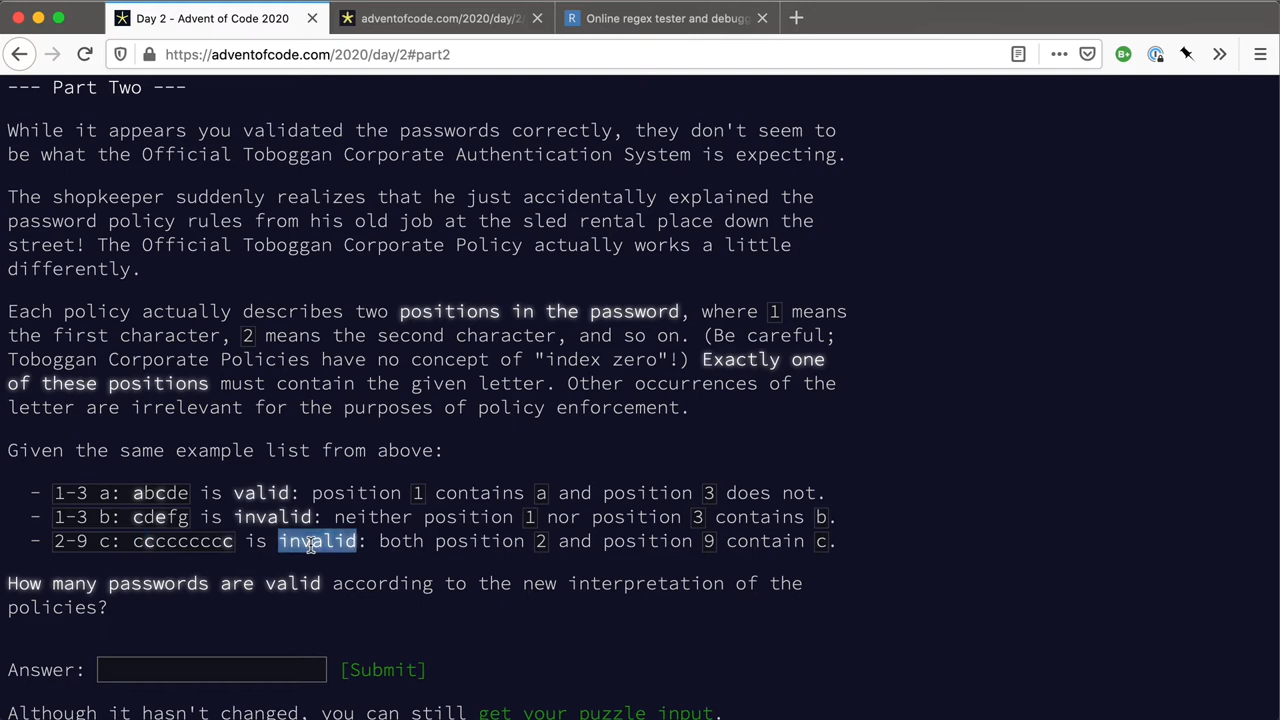 Day 2 - Advent of Code 2020
adventofcode.com/2020/day/2/
Online regex tester and debugg
https://adventofcode.com/2020/day/2#part2
B+
--- Part Two ---
While it appears you validated the passwords correctly, they don't seem to
be what the Official Toboggan Corporate Authentication System is expecting.
The shopkeeper suddenly realizes that he just accidentally explained the
password policy rules from his old job at the sled rental place down the
street! The Official Toboggan Corporate Policy actually works a little
differently.
Each policy actually describes two positions in the password, where 1 means
the first character, 2 means the second character, and so on. (Be careful;
Toboggan Corporate Policies have no concept of "index zero"!) Exactly one
of these positions must contain the given letter. Other occurrences of the
letter are irrelevant for the purposes of policy enforcement.
Given the same example list from above:
- 1-3 a: abcde is valid: position 1 contains a and position 3 does not.
- 1-3 b: cdefg is invalid: neither position 1 nor position 3 contains b.
- 2-9 c: ccccccccc is invalid: both position 2 and position 9 contain c.
How many passwords are valid according to the new interpretation of the
policies?
Answer: [Submit]
Although it hasn't changed, you can still get your puzzle input.